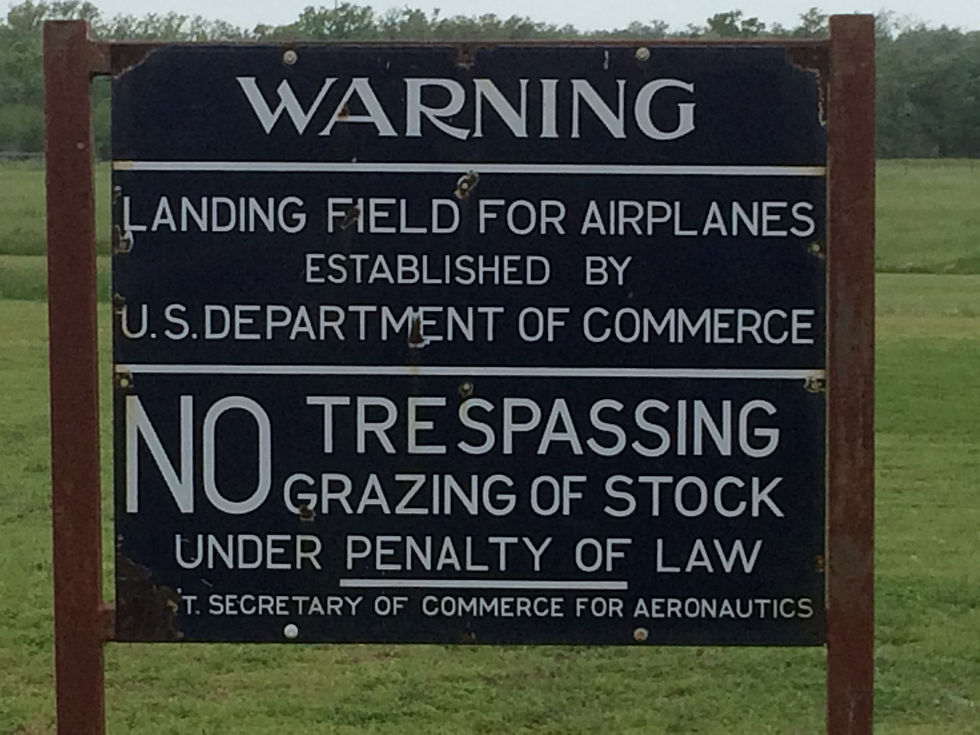 WARNING
LANDING FIELD FOR AIRPLANES
ESTABLISHED BY
U.S. DEPARTMENT OF COMMERCE
NO TRESPASSING
GRAZING OF STOCK
UNDER PENALTY OF LAW
T. SECRETARY OF COMMERCE FOR AERONAUTICS